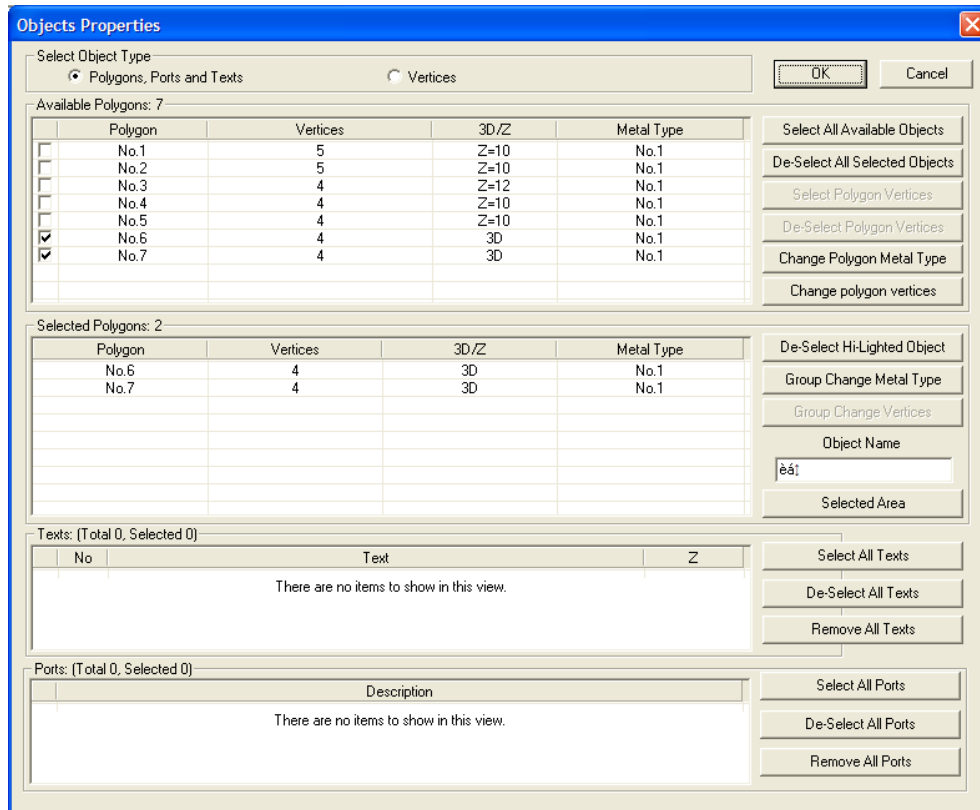 Objects Properties
Select Object Type
Polygons, Ports and Texts Vertices
OK Cancel
Available Polygons: 7
Polygon Vertices 3D/Z Metal Type
No.1 5 Z=10 No.1
No.2 5 Z=10 No.1
No.3 4 Z=12 No.1
No.4 4 Z=10 No.1
No.5 4 Z=10 No.1
No.6 4 3D No.1
No.7 4 3D No.1
Select All Available Objects
De-Select All Selected Objects
Select Polygon Vertices
De-Select Polygon Vertices
Change Polygon Metal Type
Change polygon vertices
Selected Polygons: 2
Polygon Vertices 3D/Z Metal Type
No.6 4 3D No.1
No.7 4 3D No.1
De-Select Hi-Lighted Object
Group Change Metal Type
Group Change Vertices
Object Name
èá‡
Selected Area
Texts: (Total 0, Selected 0)
No Text Z
There are no items to show in this view.
Select All Texts
De-Select All Texts
Remove All Texts
Ports: (Total 0, Selected 0)
Description
There are no items to show in this view.
Select All Ports
De-Select All Ports
Remove All Ports